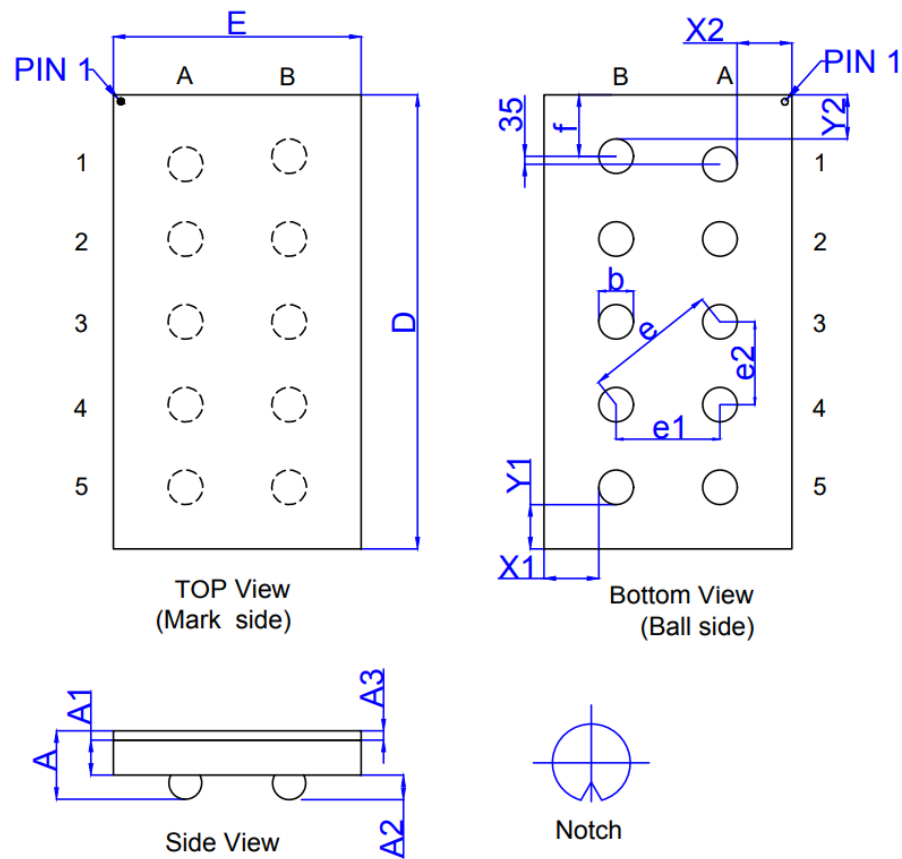 E
PIN 1
A B
1
2
3
4
5
D
TOP View
(Mark side)
X2
PIN 1
B A
35
f
Y2
1
2
b
3
e
e2
4
e1
5
Y1
X1
Bottom View
(Ball side)
A1
A3
A
A2
Side View
Notch